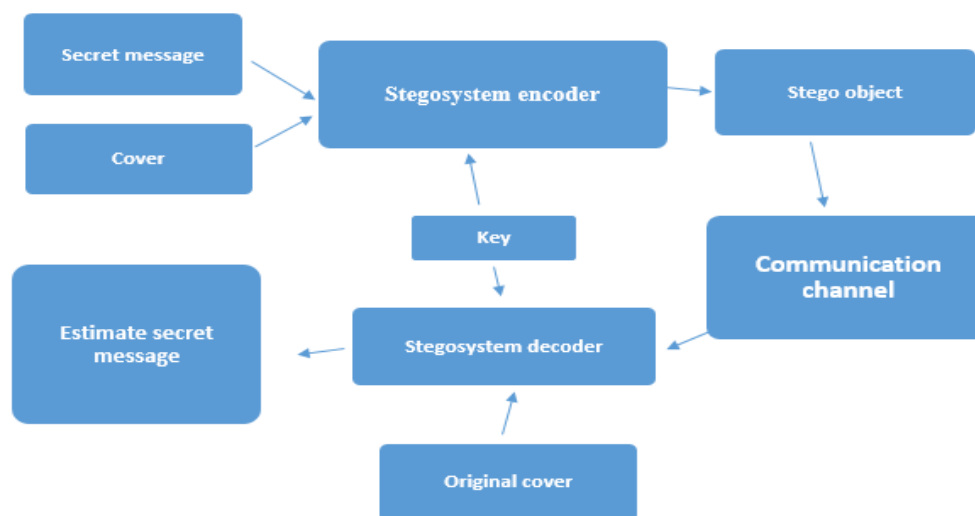 Secret message
Stegosystem encoder
Stego object
Cover
Key
Communication
channel
Estimate secret
message
Stegosystem decoder
Original cover